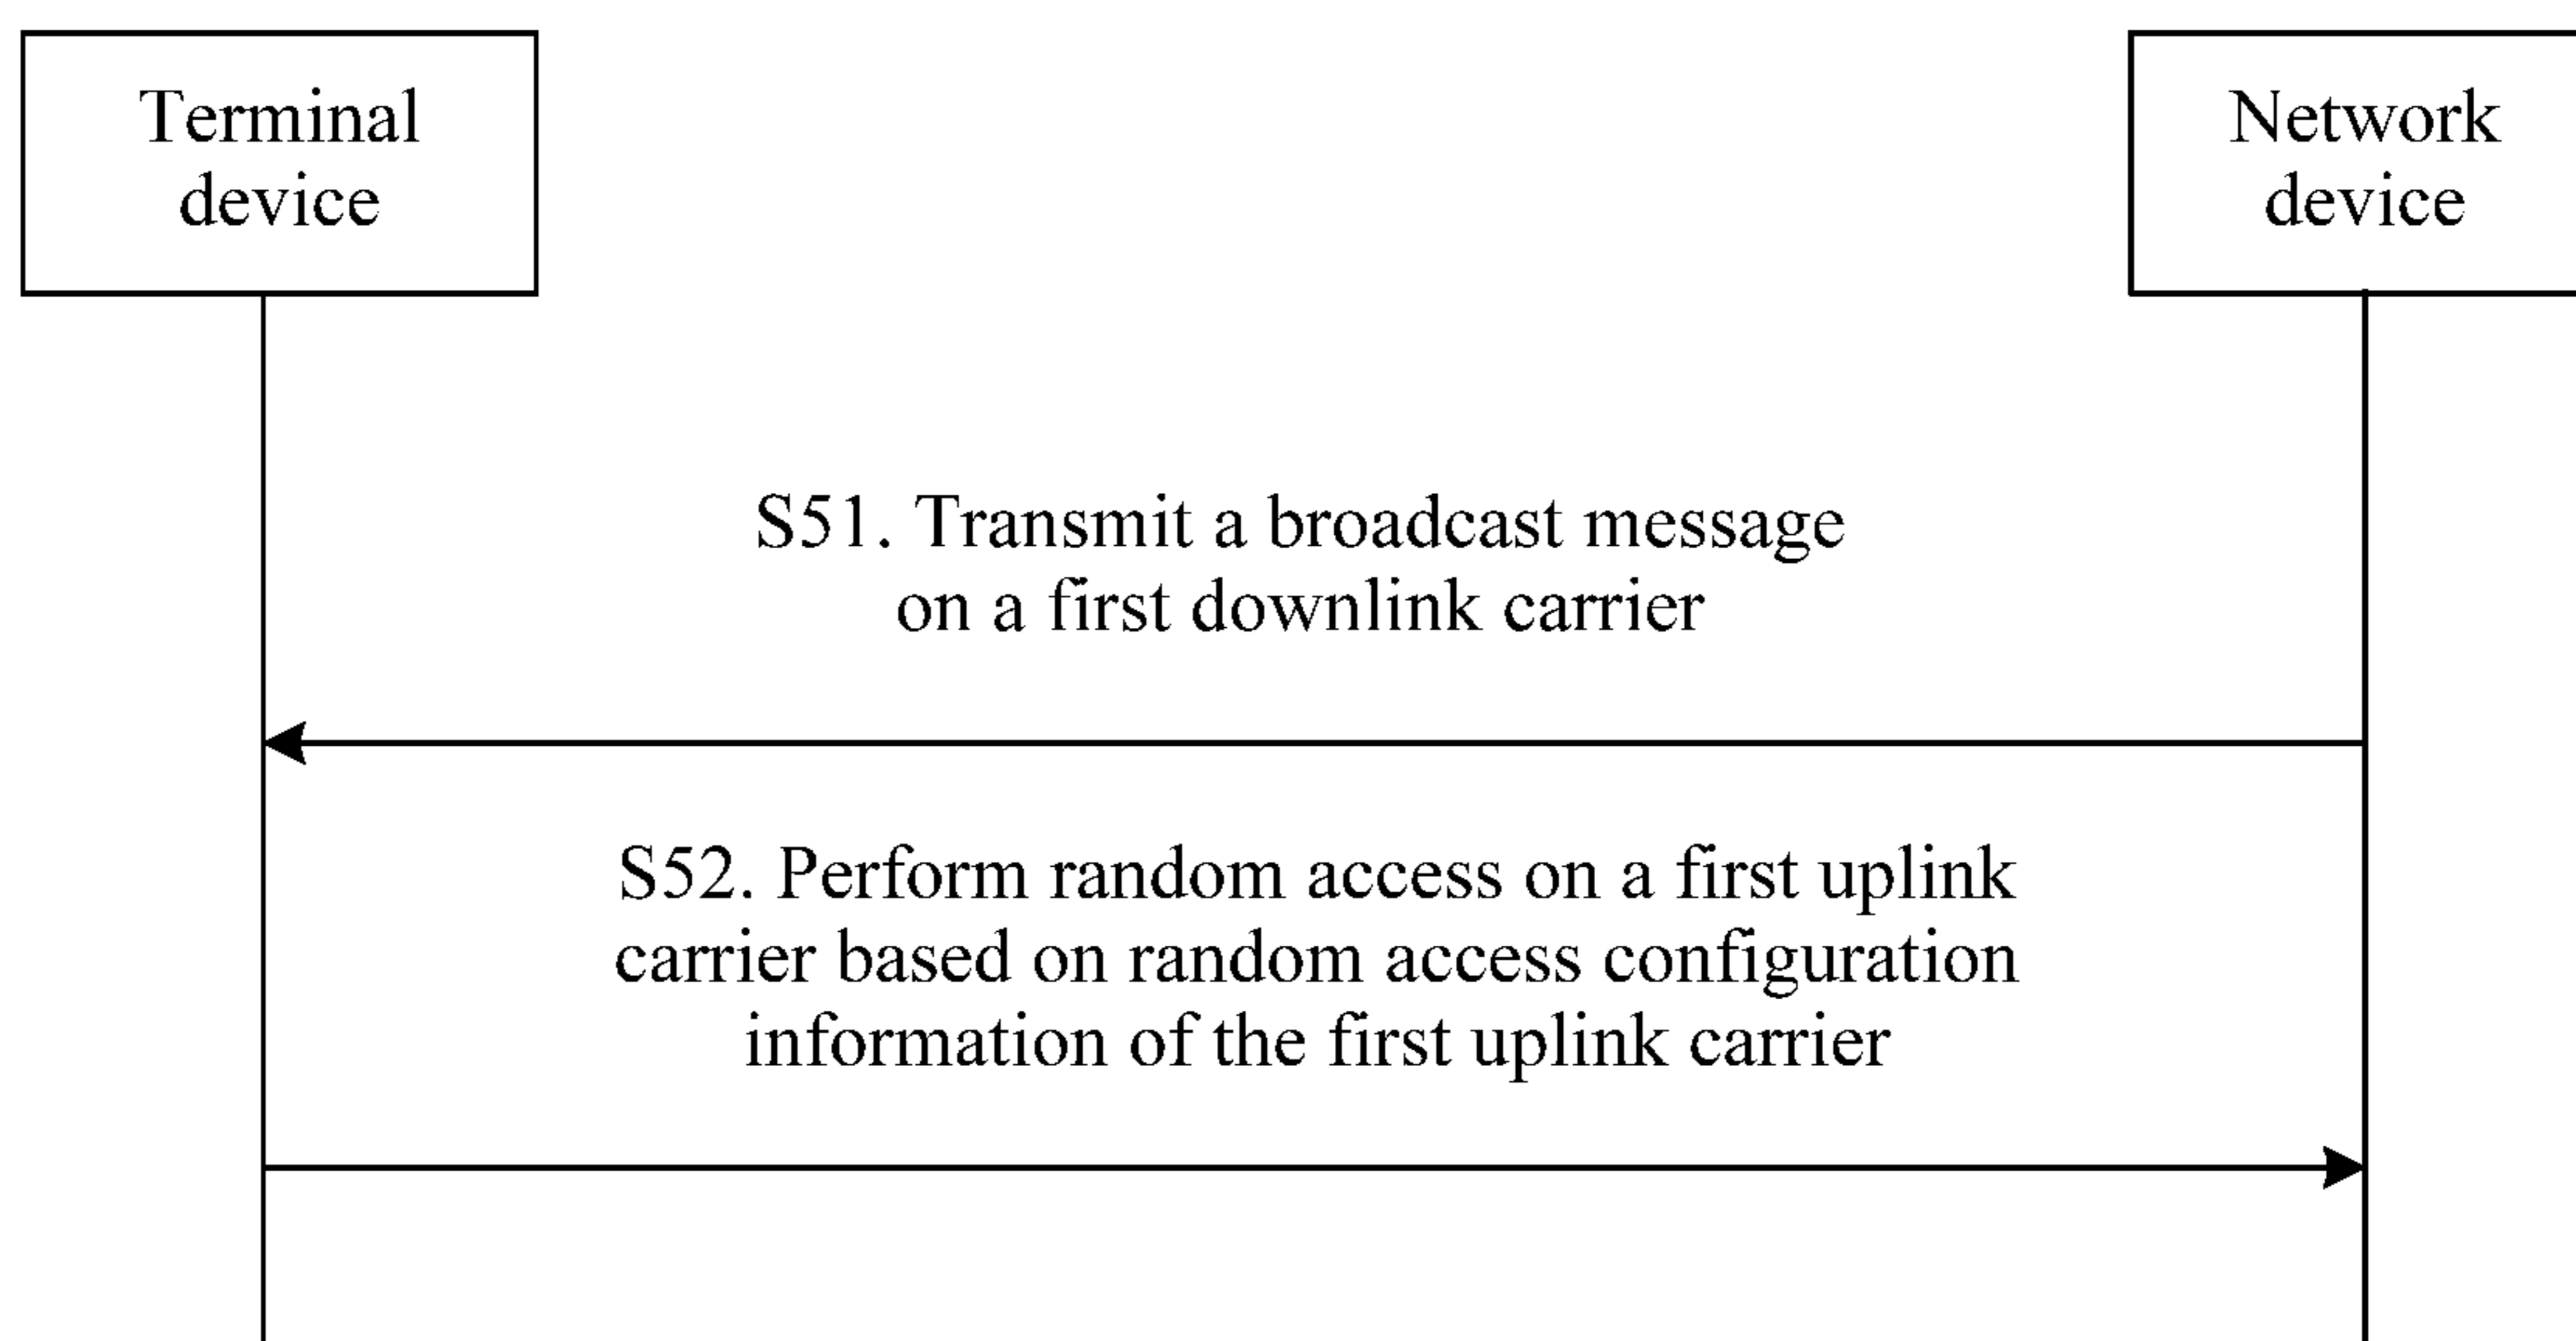 Terminal
device
Network
device
S51. Transmit a broadcast message
on a first downlink carrier
S52. Perform random access on a first uplink
carrier based on random access configuration
information of the first uplink carrier